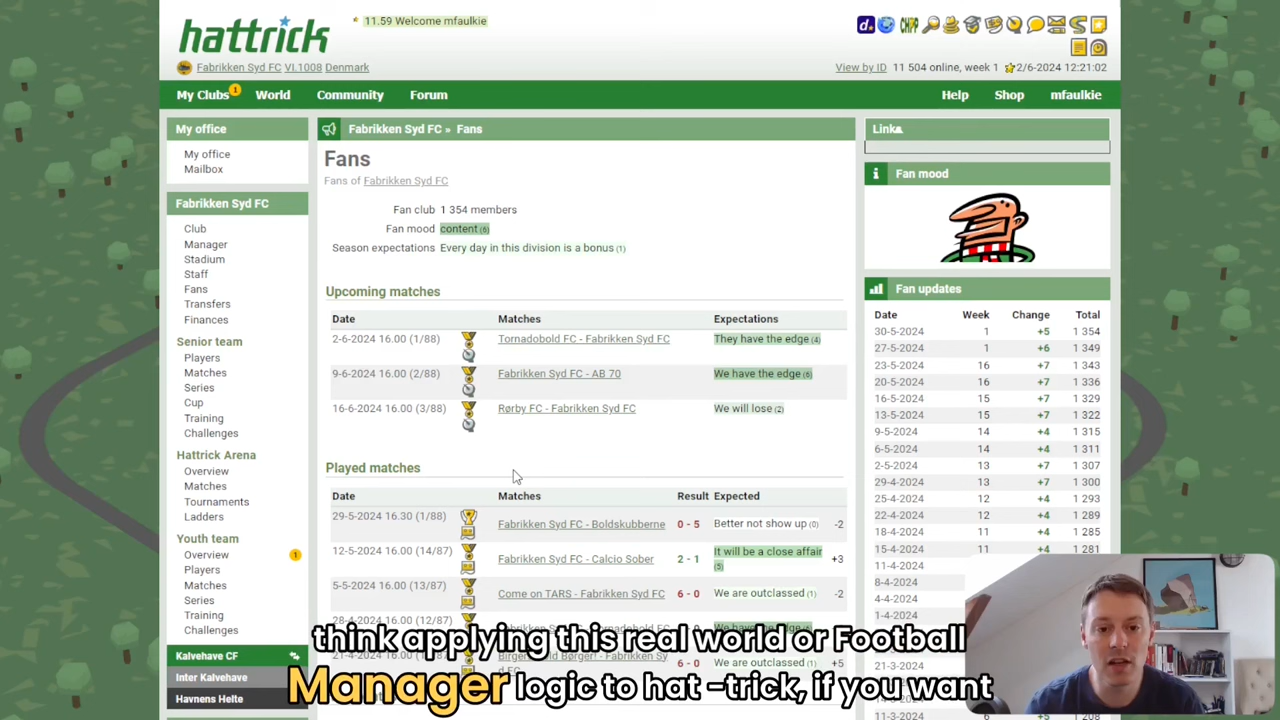 hattrick
11.59 Welcome mfaulkie
CHPP
Fabrikken Syd FC VI.1008 Denmark
View by ID 11 504 online, week 1 2/6-2024 12:21:02
My Clubs 1 World Community Forum
Help Shop mfaulkie
My office
My office
Mailbox
Fabrikken Syd FC
Club
Manager
Stadium
Staff
Fans
Transfers
Finances
Senior team
Players
Matches
Series
Cup
Training
Challenges
Hattrick Arena
Overview
Matches
Tournaments
Ladders
Youth team
Overview 1
Players
Matches
Series
Training
Challenges
Kalvehave CF
Inter Kalvehave
Havnens Helte
Fabrikken Syd FC » Fans
Fans
Fans of Fabrikken Syd FC
Fan club 1 354 members
Fan mood content (6)
Season expectations Every day in this division is a bonus (1)
Upcoming matches
Date Matches Expectations
2-6-2024 16.00 (1/88) Tornadobold FC - Fabrikken Syd FC They have the edge (4)
9-6-2024 16.00 (2/88) Fabrikken Syd FC - AB 70 We have the edge (6)
16-6-2024 16.00 (3/88) Rørby FC - Fabrikken Syd FC We will lose (2)
Played matches
Date Matches Result Expected
29-5-2024 16.30 (1/88) Fabrikken Syd FC - Boldskubberne 0 - 5 Better not show up (0) -2
12-5-2024 16.00 (14/87) Fabrikken Syd FC - Calcio Sober 2 - 1 It will be a close affair (5) +3
5-5-2024 16.00 (13/87) Come on TARS - Fabrikken Syd FC 6 - 0 We are outclassed (1) -2
6 - 0 We are outclassed (1) +5
Links
Fan mood
Fan updates
Date Week Change Total
30-5-2024 1 +5 1 354
27-5-2024 1 +6 1 349
23-5-2024 16 +7 1 343
20-5-2024 16 +7 1 336
16-5-2024 15 +7 1 329
13-5-2024 15 +7 1 322
9-5-2024 14 +4 1 315
6-5-2024 14 +4 1 311
2-5-2024 13 +7 1 307
29-4-2024 13 +7 1 300
25-4-2024 12 +4 1 293
22-4-2024 12 +4 1 289
18-4-2024 11 +4 1 285
15-4-2024 11 +4 1 281
8-4-2024
4-4-2024
1-4-2024
think applying this real world or Football
Manager logic to hat -trick, if you want